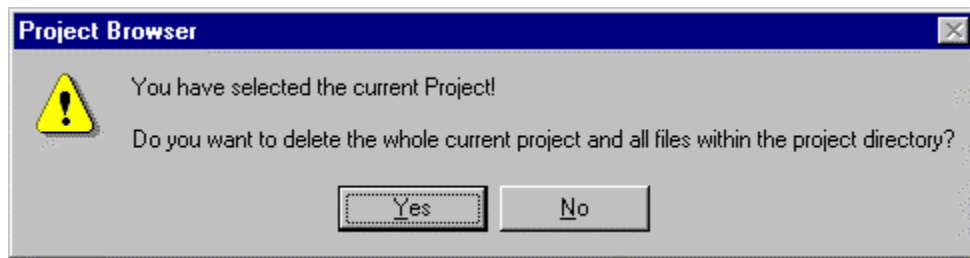 Project Browser
You have selected the current Project!
Do you want to delete the whole current project and all files within the project directory?
Yes
No